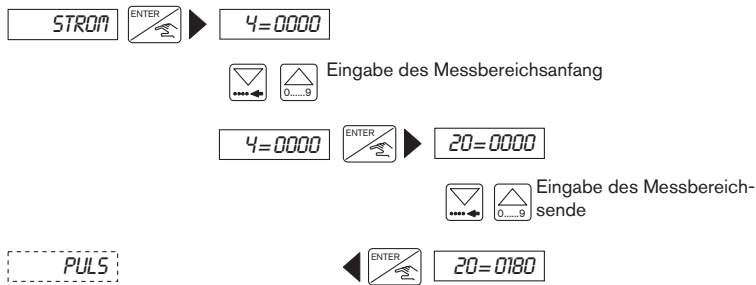 STROM ENTER 4=0000
0......9 Eingabe des Messbereichsanfang
4=0000 ENTER 20=0000
0......9 Eingabe des Messbereich-
sende
PULS ENTER 20=0180